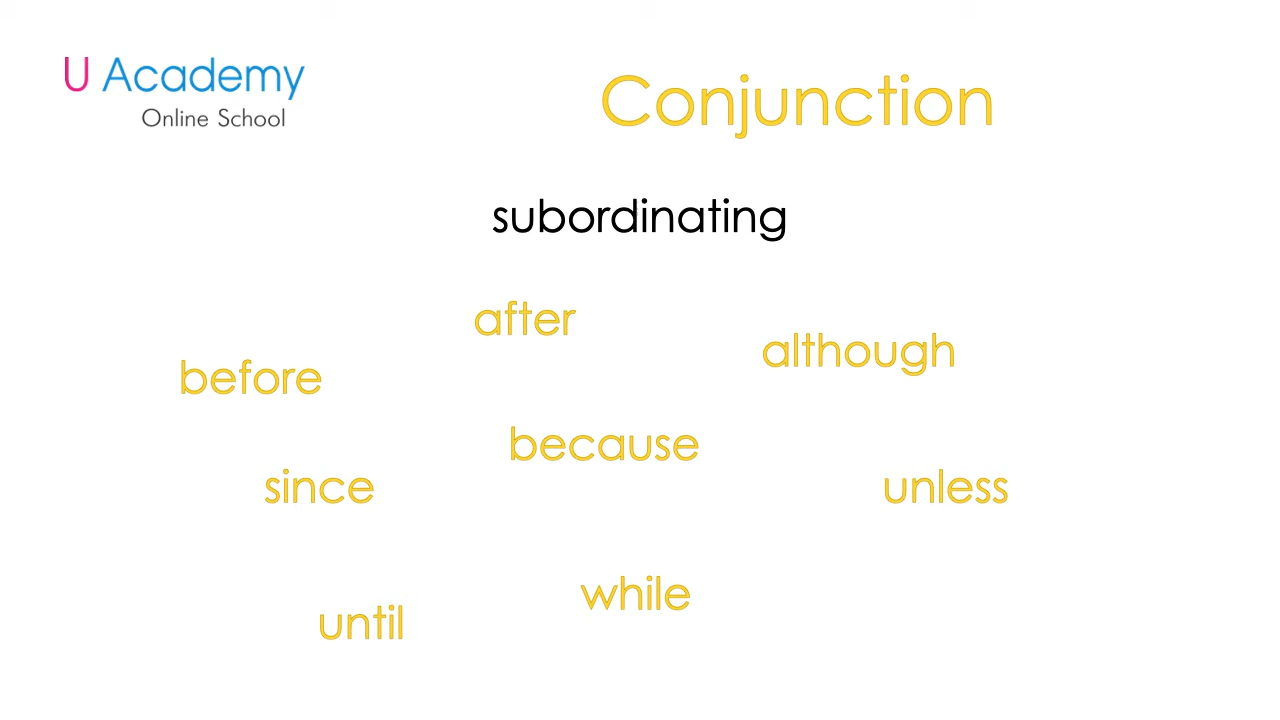 U Academy
Online School
Conjunction
subordinating
after
although
before
because
since
unless
while
until